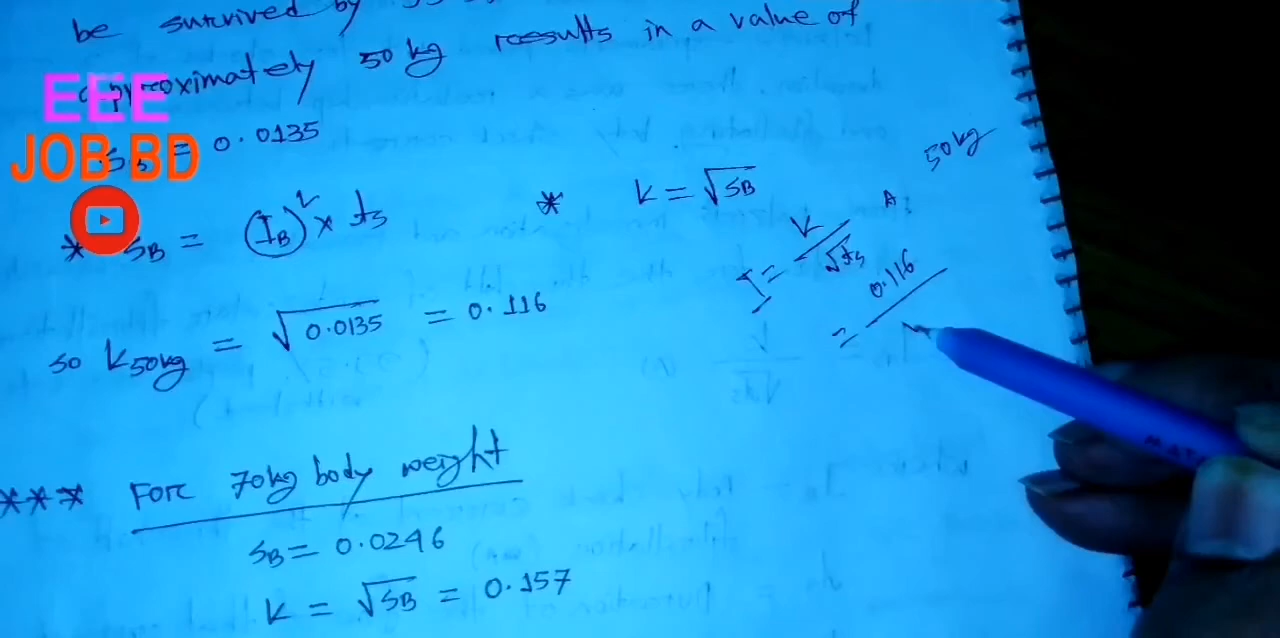 be survived by
approximately 50 kg ressults in a value of
EEE
JOB BD
SB = 0.0135
* SB = (IB)² × ts
* k = √SB
50kg
I = k/√ts A
= 0.116
so k50kg = √0.0135 = 0.116
*** Forc 70kg body weight
SB = 0.0246
k = √SB = 0.157